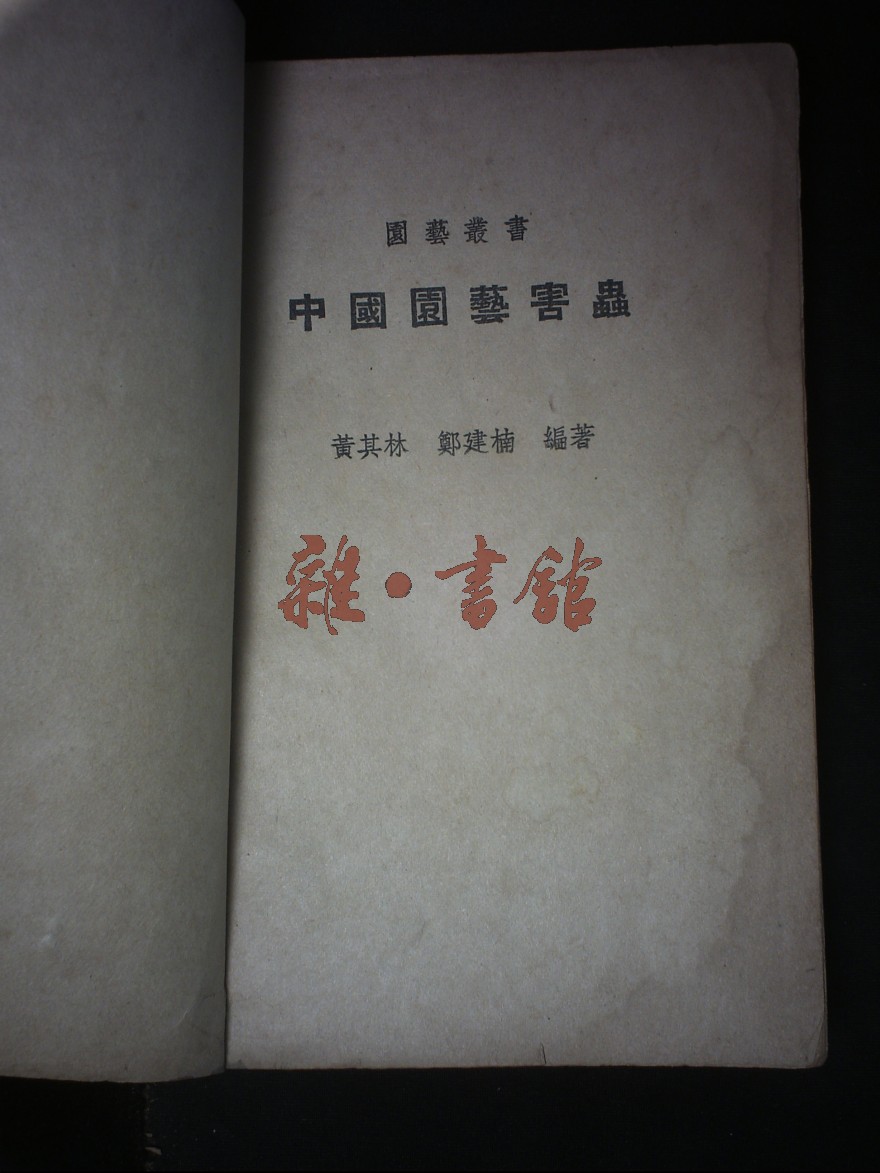 園藝叢書
中國園藝害蟲
黃其林 鄭建楠 編著
雜·書館